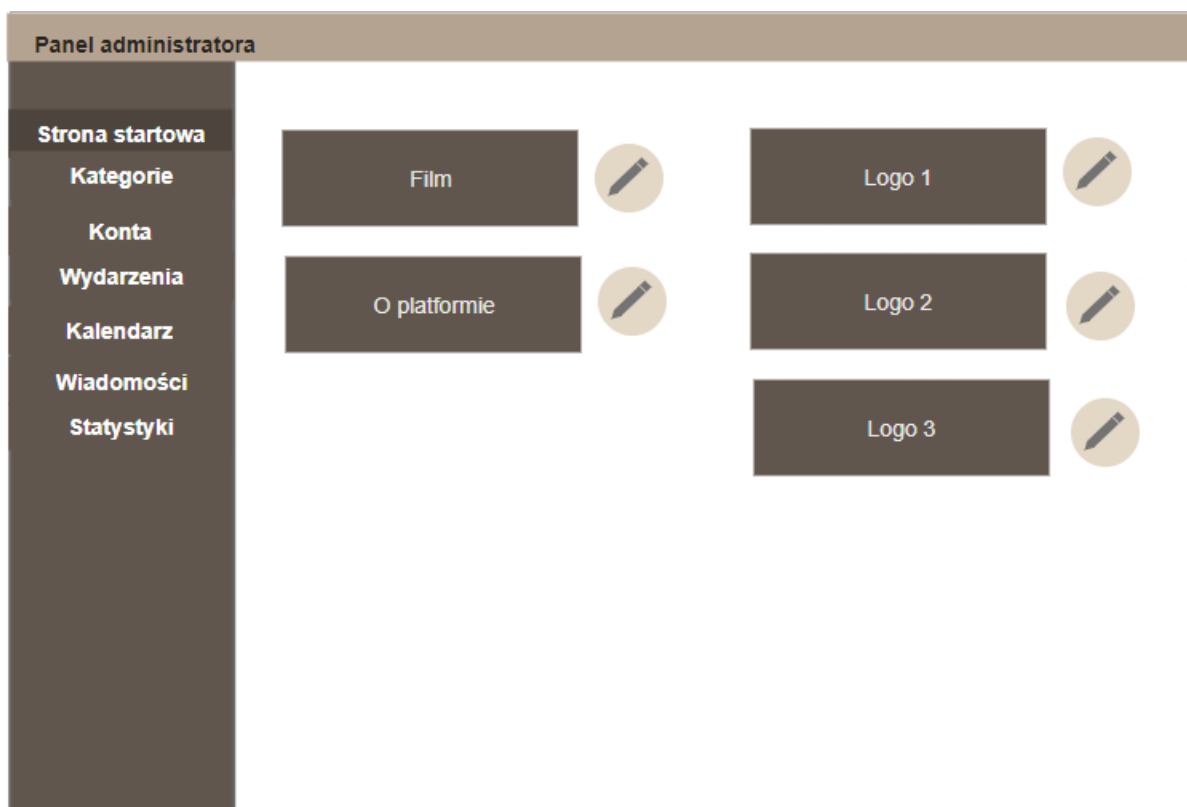 Panel administratora
Strona startowa
Kategorie
Konta
Wydarzenia
Kalendarz
Wiadomości
Statystyki
Film
O platformie
Logo 1
Logo 2
Logo 3